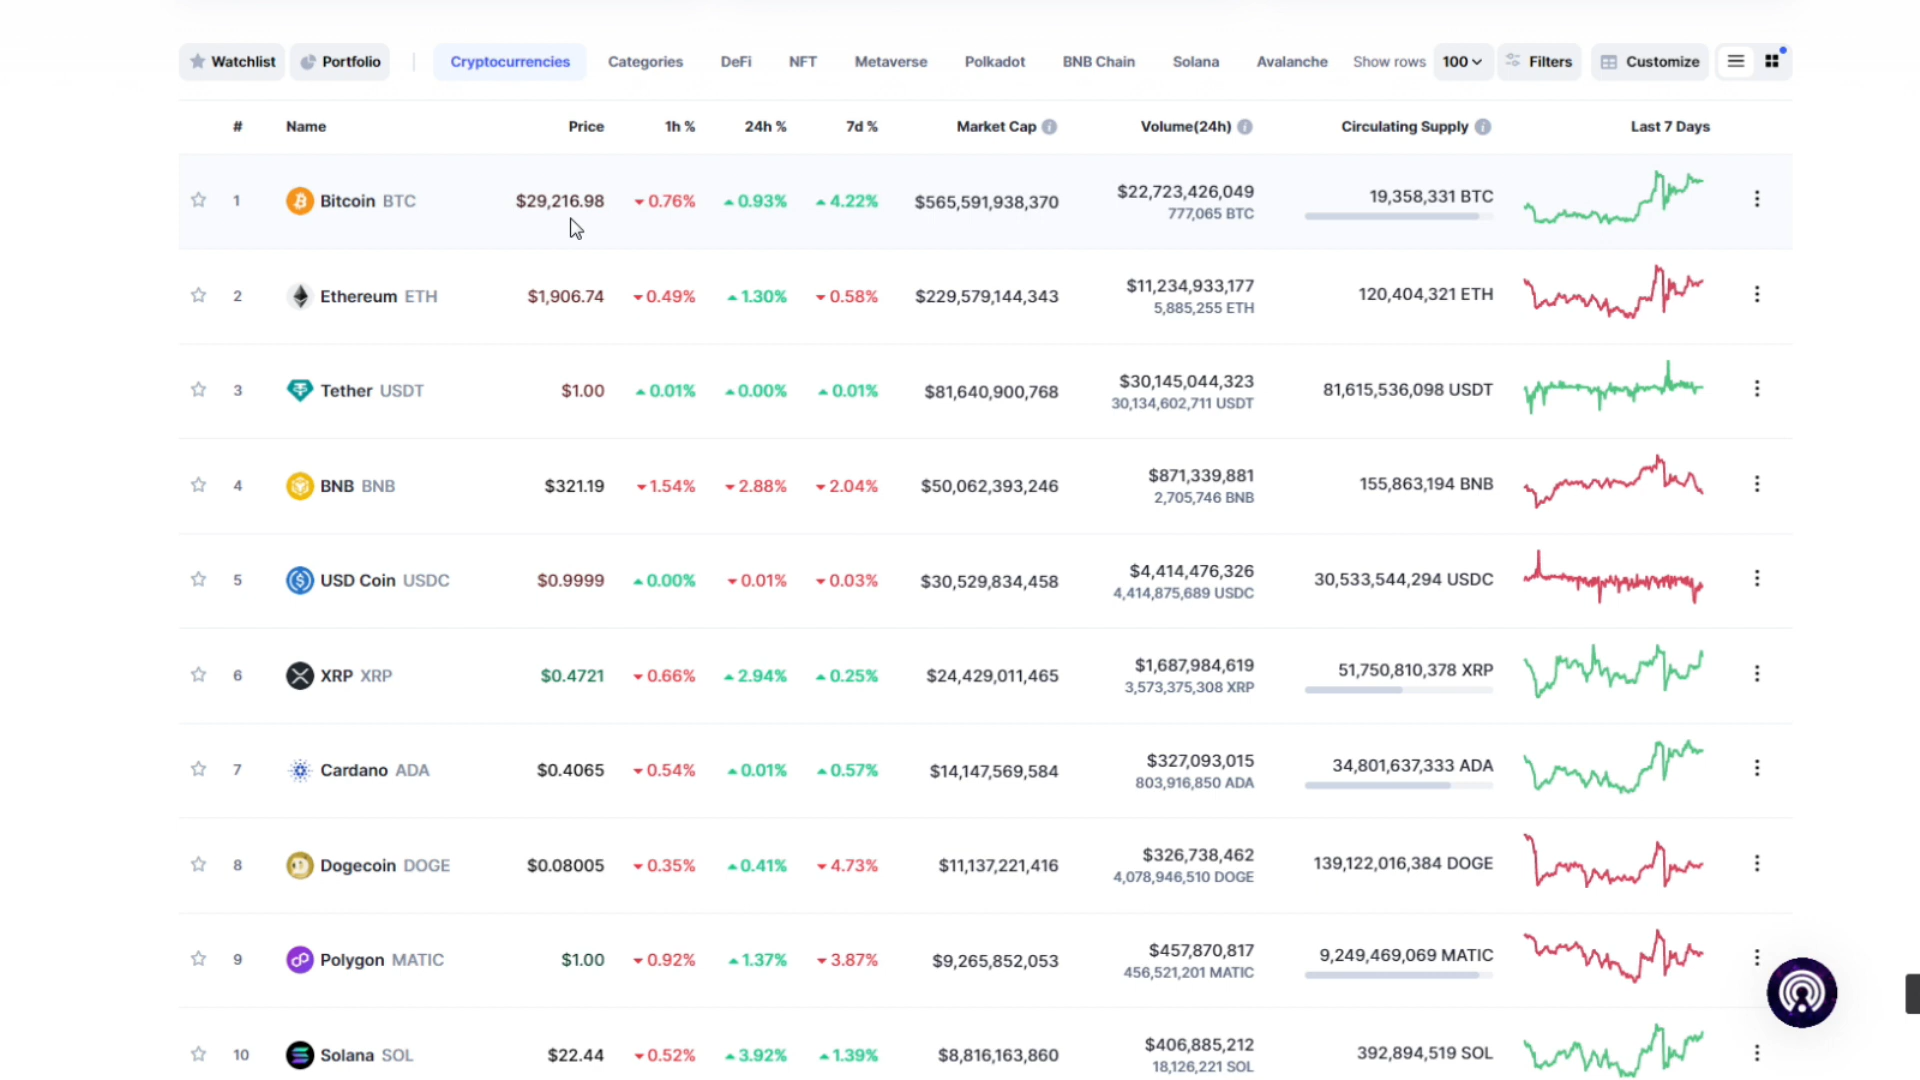 Watchlist Portfolio Cryptocurrencies Categories DeFi NFT Metaverse Polkadot BNB Chain Solana Avalanche Show rows 100 Filters Customize
# Name Price 1h % 24h % 7d % Market Cap Volume(24h) Circulating Supply Last 7 Days
1 Bitcoin BTC $29,216.98 0.76% 0.93% 4.22% $565,591,938,370 $22,723,426,049 19,358,331 BTC
777,065 BTC
2 Ethereum ETH $1,906.74 0.49% 1.30% 0.58% $229,579,144,343 $11,234,933,177 120,404,321 ETH
5,885,255 ETH
3 Tether USDT $1.00 0.01% 0.00% 0.01% $81,640,900,768 $30,145,044,323 81,615,536,098 USDT
30,134,602,711 USDT
4 BNB BNB $321.19 1.54% 2.88% 2.04% $50,062,393,246 $871,339,881 155,863,194 BNB
2,705,746 BNB
5 USD Coin USDC $0.9999 0.00% 0.01% 0.03% $30,529,834,458 $4,414,476,326 30,533,544,294 USDC
4,414,875,689 USDC
6 XRP XRP $0.4721 0.66% 2.94% 0.25% $24,429,011,465 $1,687,984,619 51,750,810,378 XRP
3,573,375,308 XRP
7 Cardano ADA $0.4065 0.54% 0.01% 0.57% $14,147,569,584 $327,093,015 34,801,637,333 ADA
803,916,850 ADA
8 Dogecoin DOGE $0.08005 0.35% 0.41% 4.73% $11,137,221,416 $326,738,462 139,122,016,384 DOGE
4,078,946,510 DOGE
9 Polygon MATIC $1.00 0.92% 1.37% 3.87% $9,265,852,053 $457,870,817 9,249,469,069 MATIC
456,521,201 MATIC
10 Solana SOL $22.44 0.52% 3.92% 1.39% $8,816,163,860 $406,885,212 392,894,519 SOL
18,126,221 SOL